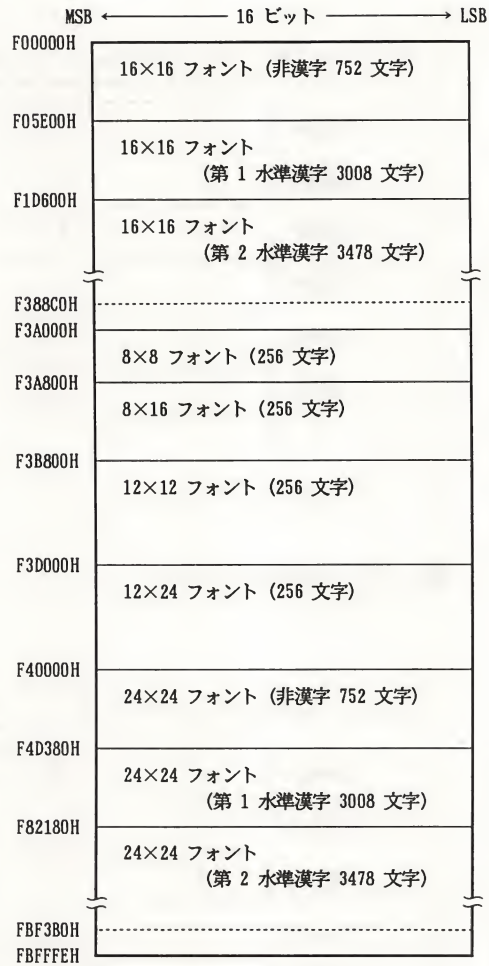 MSB ← 16 ビット → LSB
F00000H
16×16 フォント (非漢字 752 文字)
F05E00H
16×16 フォント
(第 1 水準漢字 3008 文字)
F1D600H
16×16 フォント
(第 2 水準漢字 3478 文字)
F388C0H
F3A000H
8×8 フォント (256 文字)
F3A800H
8×16 フォント (256 文字)
F3B800H
12×12 フォント (256 文字)
F3D000H
12×24 フォント (256 文字)
F40000H
24×24 フォント (非漢字 752 文字)
F4D380H
24×24 フォント
(第 1 水準漢字 3008 文字)
F82180H
24×24 フォント
(第 2 水準漢字 3478 文字)
FBF3B0H
FBFFFEH